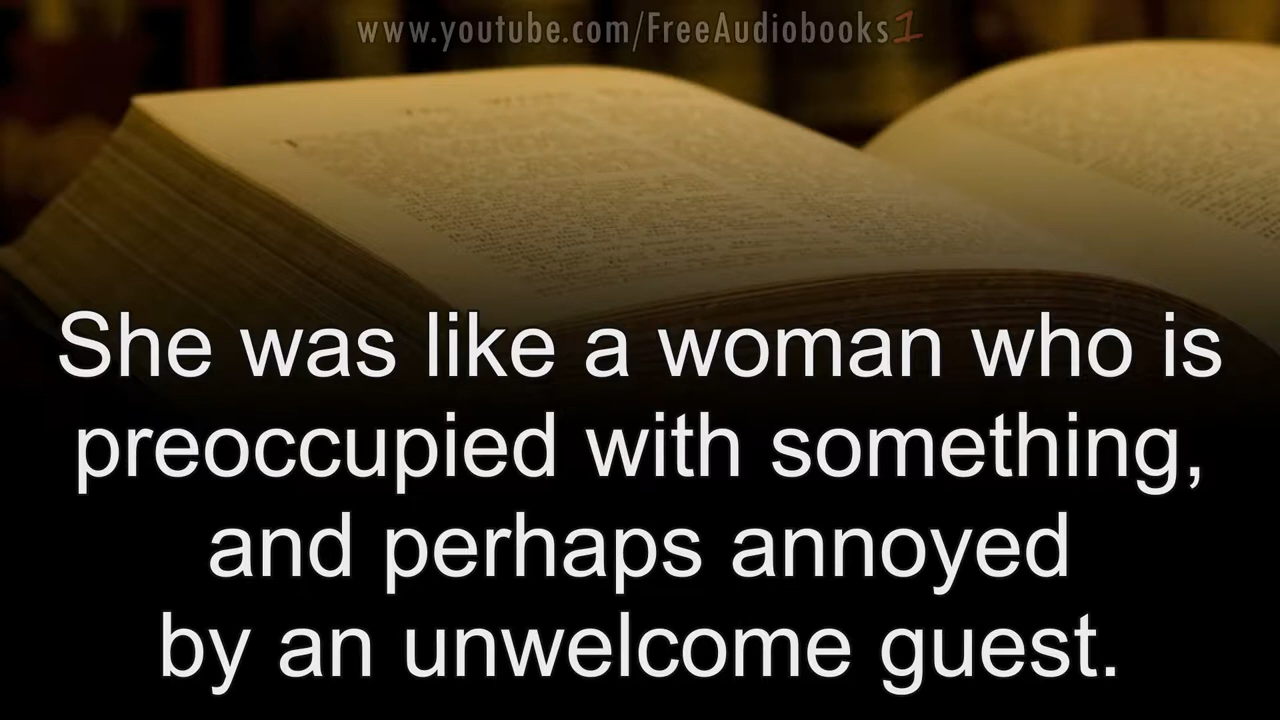 www.youtube.com/FreeAudiobooks1
She was like a woman who is
preoccupied with something,
and perhaps annoyed
by an unwelcome guest.